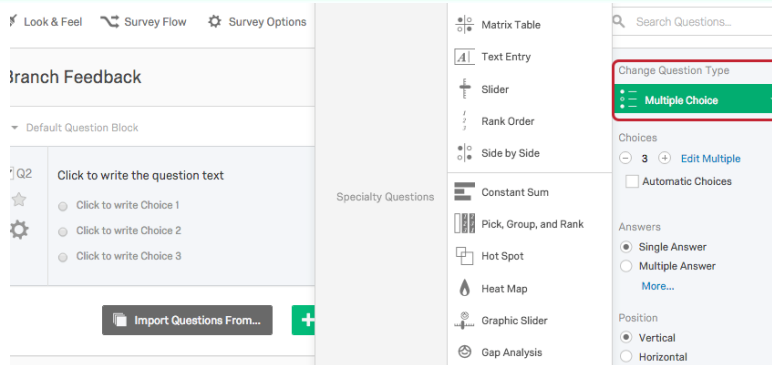 Look & Feel
Survey Flow
Survey Options
Branch Feedback
Default Question Block
Q2
Click to write the question text
Click to write Choice 1
Click to write Choice 2
Click to write Choice 3
Import Questions From...
Specialty Questions
Matrix Table
Text Entry
Slider
Rank Order
Side by Side
Constant Sum
Pick, Group, and Rank
Hot Spot
Heat Map
Graphic Slider
Gap Analysis
Search Questions...
Change Question Type
Multiple Choice
Choices
3 Edit Multiple
Automatic Choices
Answers
Single Answer
Multiple Answer
More...
Position
Vertical
Horizontal